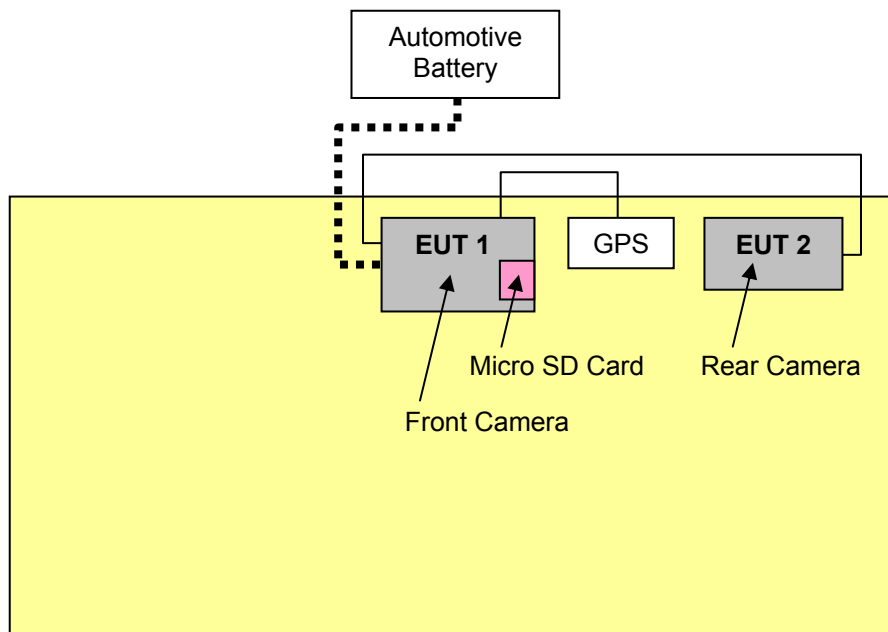 Automotive
Battery
EUT 1
GPS
EUT 2
Micro SD Card
Rear Camera
Front Camera